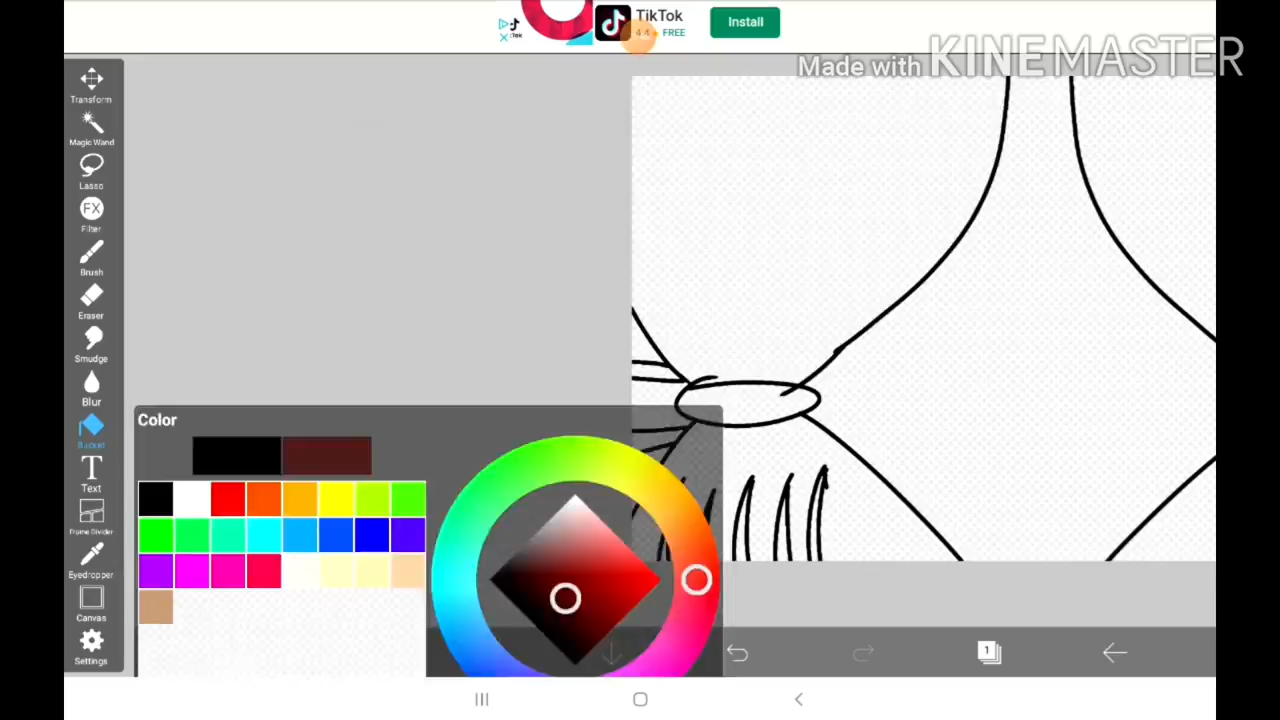 TikTok
4.4 ★ FREE
Install
Made with KINEMASTER
Transform
Magic Wand
Lasso
FX
Filter
Brush
Eraser
Smudge
Blur
Bucket
T
Text
Frame Divider
Eyedropper
Canvas
Settings
Color
1